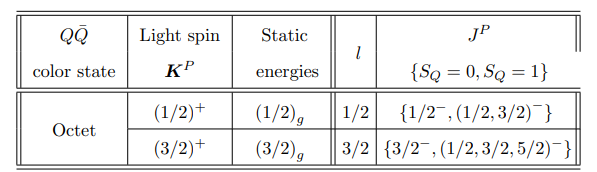 QQ̄ Light spin Static l J^P
color state K^P energies {S_Q = 0, S_Q = 1}
Octet (1/2)^+ (1/2)_g 1/2 {1/2^−, (1/2, 3/2)^−}
(3/2)^+ (3/2)_g 3/2 {3/2^−, (1/2, 3/2, 5/2)^−}